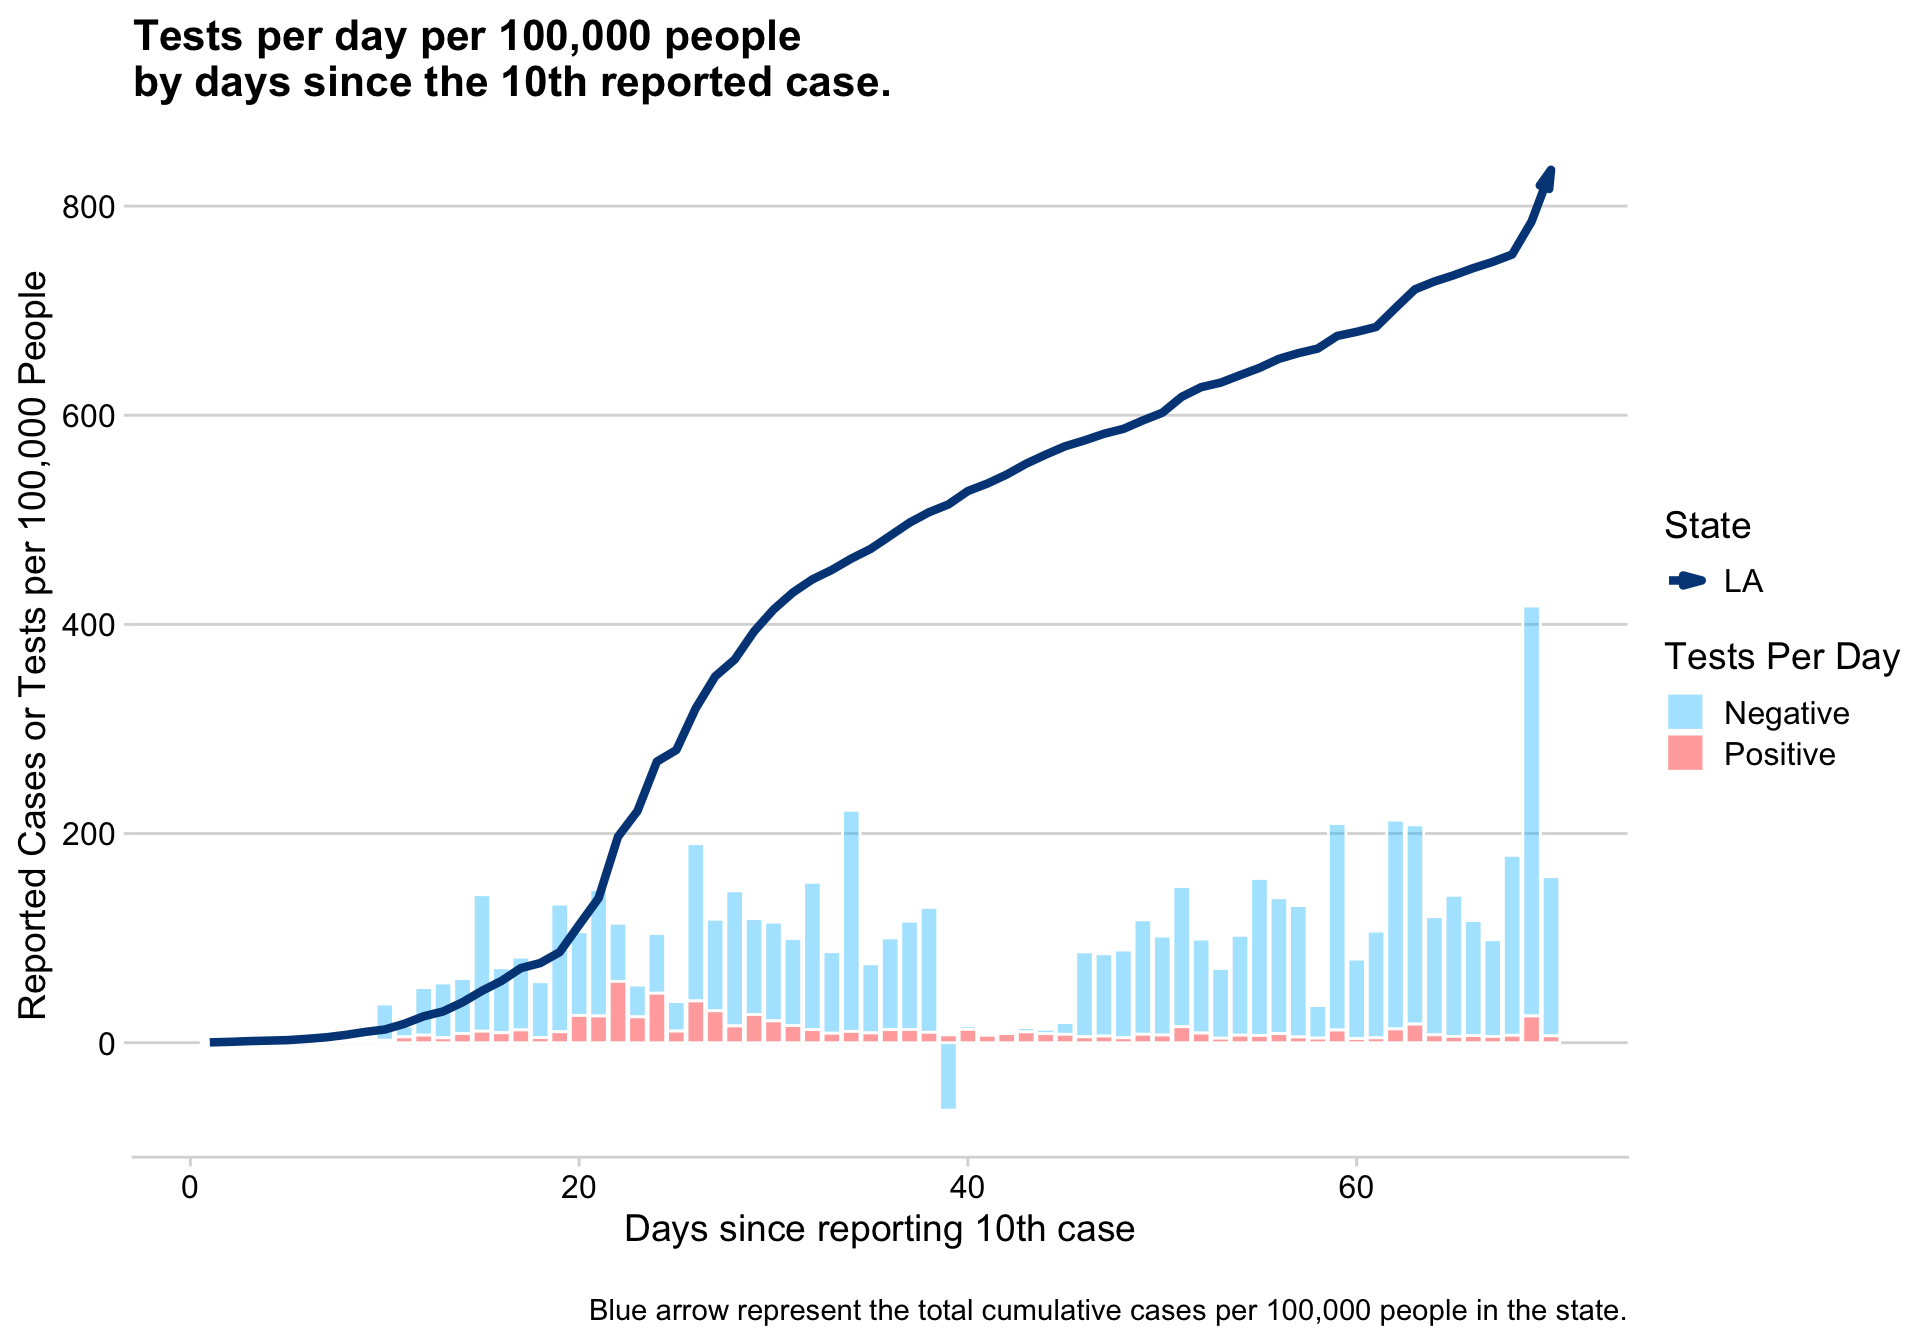 Tests per day per 100,000 people
by days since the 10th reported case.
Reported Cases or Tests per 100,000 People
800
600
400
200
0
0
20
40
60
Days since reporting 10th case
State
LA
Tests Per Day
Negative
Positive
Blue arrow represent the total cumulative cases per 100,000 people in the state.